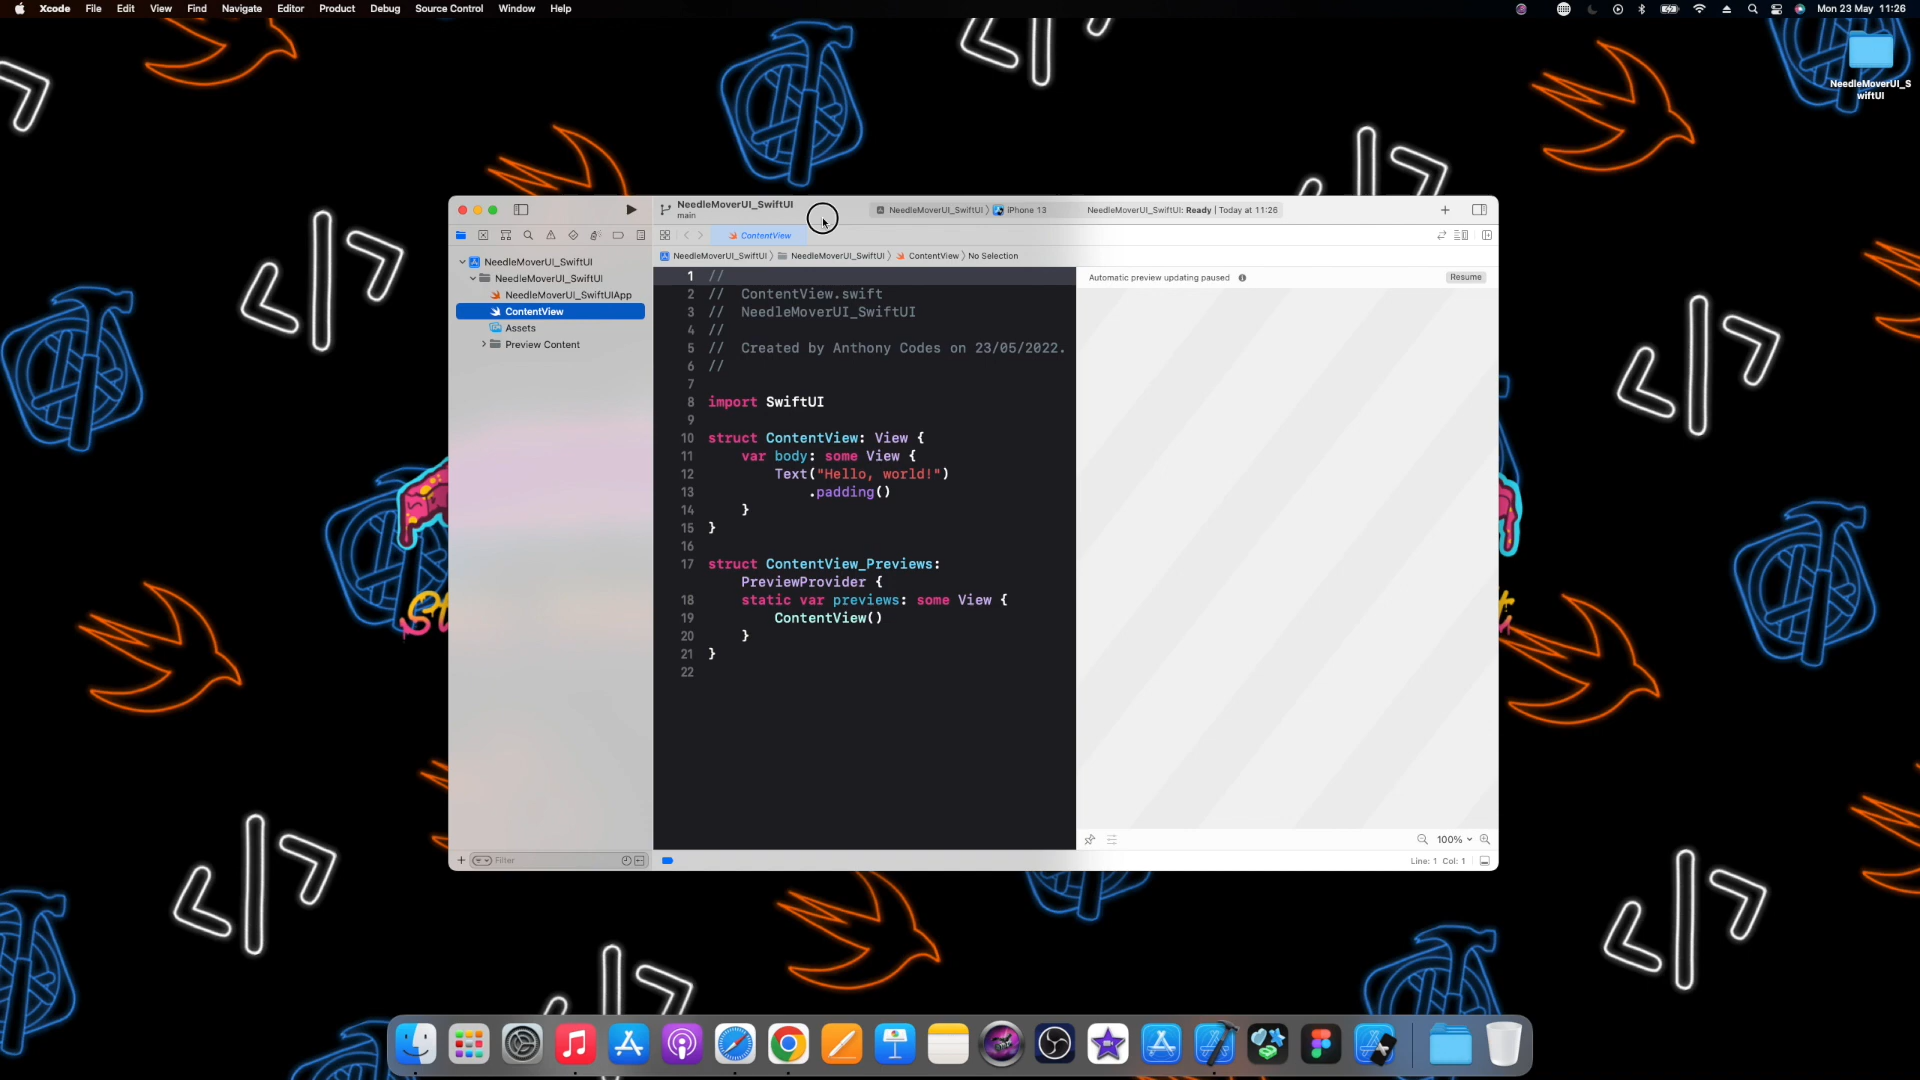 Xcode File Edit View Find Navigate Editor Product Debug Source Control Window Help
Mon 23 May 11:26
NeedleMoverUI_S
wiftUI
NeedleMoverUI_SwiftUI
main
NeedleMoverUI_SwiftUI
iPhone 13
NeedleMoverUI_SwiftUI: Ready | Today at 11:26
ContentView
NeedleMoverUI_SwiftUI
NeedleMoverUI_SwiftUI
ContentView
No Selection
NeedleMoverUI_SwiftUI
NeedleMoverUI_SwiftUI
NeedleMoverUI_SwiftUIApp
ContentView
Assets
Preview Content
Filter
1 //
2 //  ContentView.swift
3 //  NeedleMoverUI_SwiftUI
4 //
5 //  Created by Anthony Codes on 23/05/2022.
6 //
7
8 import SwiftUI
9
10 struct ContentView: View {
11 var body: some View {
12 Text("Hello, world!")
13 .padding()
14 }
15 }
16
17 struct ContentView_Previews:
PreviewProvider {
18 static var previews: some View {
19 ContentView()
20 }
21 }
22
Automatic preview updating paused
Resume
100%
Line: 1 Col: 1